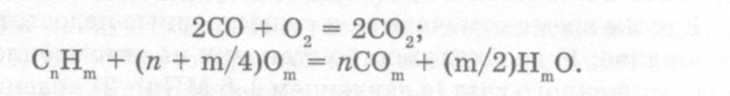 2CO + O₂ = 2CO₂;
CₙHₘ + (n + m/4)Oₘ = nCOₘ + (m/2)HₘO.